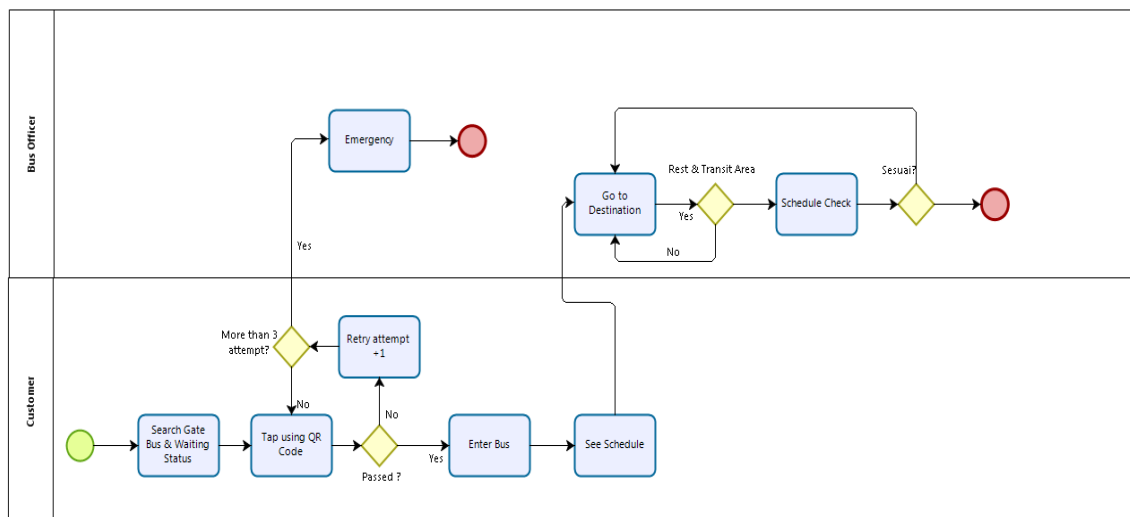 Bus Officer
Emergency
Rest & Transit Area
Sesuai?
Go to
Destination
Yes
Schedule Check
No
Yes
Customer
More than 3
attempt?
Retry attempt
+1
No
No
Search Gate
Bus & Waiting
Status
Tap using QR
Code
Passed ?
Yes
Enter Bus
See Schedule